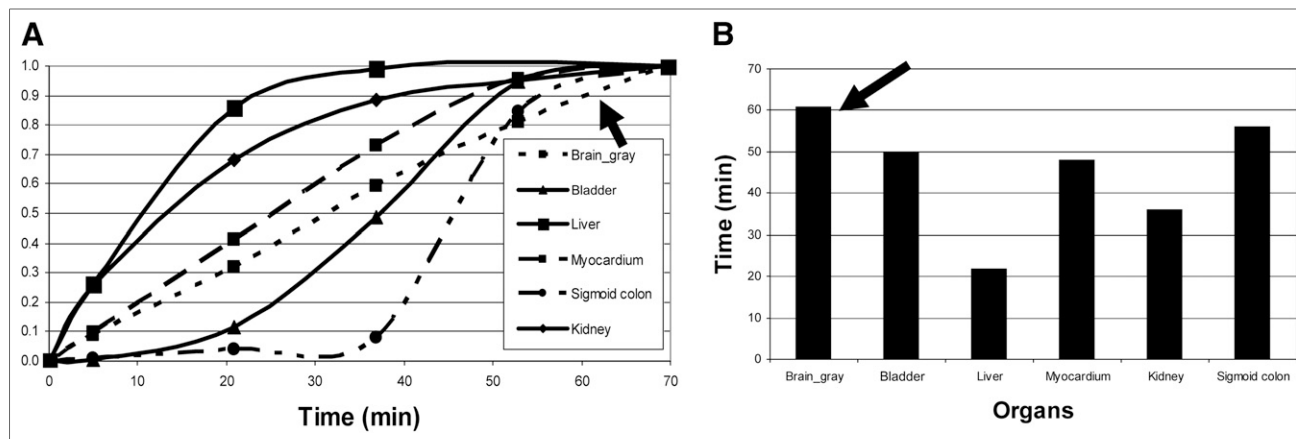 A
1.0
0.9
0.8
0.7
0.6
0.5
0.4
0.3
0.2
0.1
0.0
0 10 20 30 40 50 60 70
Time (min)
Brain_gray
Bladder
Liver
Myocardium
Sigmoid colon
Kidney
B
Time (min)
70
60
50
40
30
20
10
0
Brain_gray Bladder Liver Myocardium Kidney Sigmoid colon
Organs